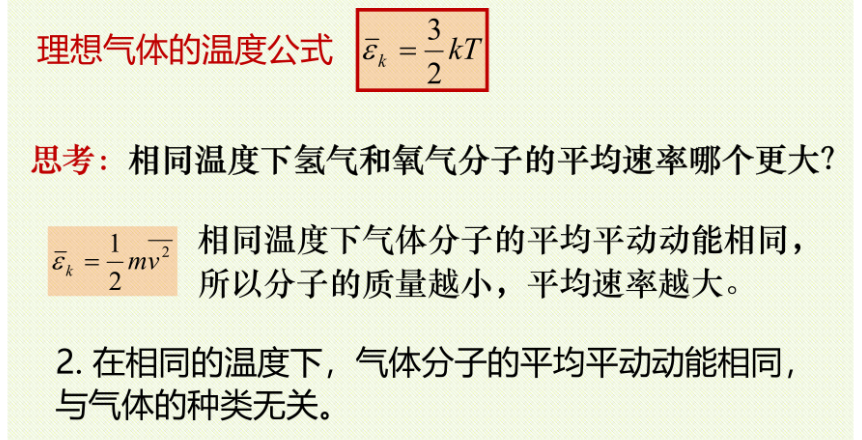 理想气体的温度公式 $\overline{\varepsilon}_k = \frac{3}{2}kT$
思考：相同温度下氢气和氧气分子的平均速率哪个更大?
$\overline{\varepsilon}_k = \frac{1}{2}m\overline{v^2}$
相同温度下气体分子的平均平动动能相同，
所以分子的质量越小，平均速率越大。
2. 在相同的温度下，气体分子的平均平动动能相同，
与气体的种类无关。